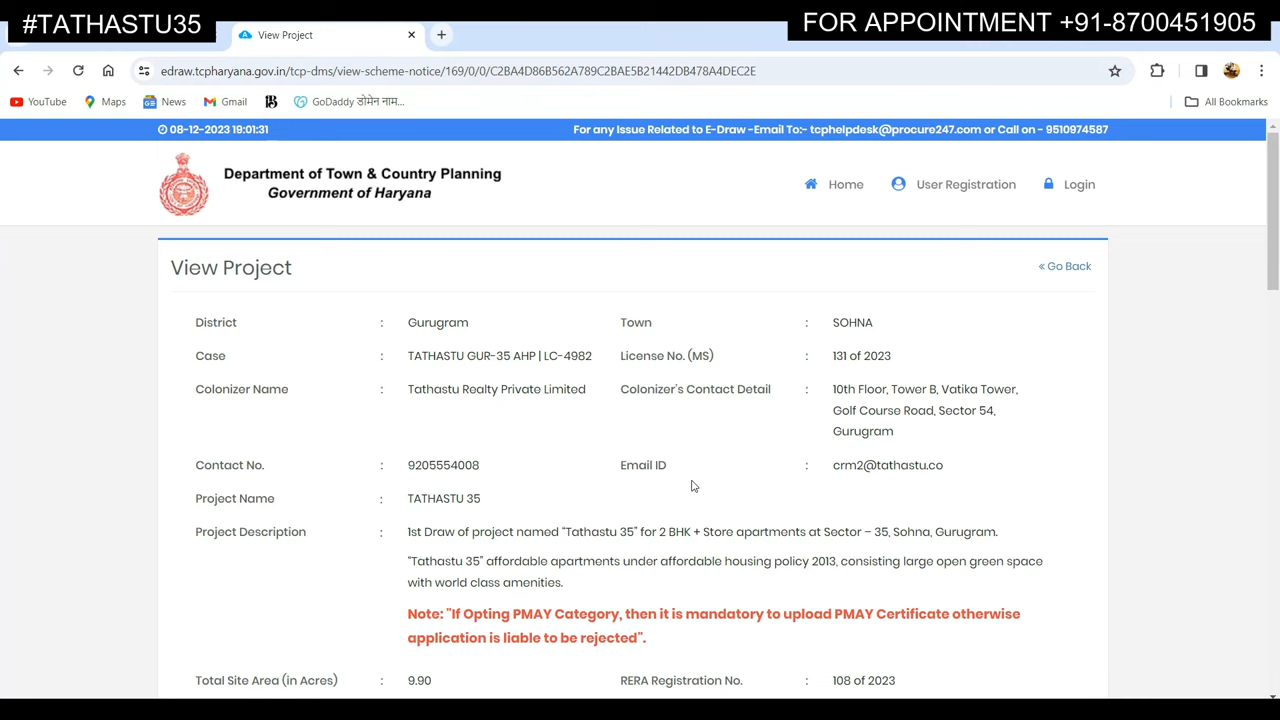 #TATHASTU35
FOR APPOINTMENT +91-8700451905
View Project
edraw.tcpharyana.gov.in/tcp-dms/view-scheme-notice/169/0/0/C2BA4D86B562A789C2BAE5B21442DB478A4DEC2E
YouTube Maps News Gmail GoDaddy डोमेन नाम... All Bookmarks
08-12-2023 19:01:31 For any Issue Related to E-Draw -Email To:- tcphelpdesk@procure247.com or Call on - 9510974587
Department of Town & Country Planning
Government of Haryana
Home User Registration Login
View Project « Go Back
District : Gurugram Town : SOHNA
Case : TATHASTU GUR-35 AHP | LC-4982 License No. (MS) : 131 of 2023
Colonizer Name : Tathastu Realty Private Limited Colonizer's Contact Detail : 10th Floor, Tower B, Vatika Tower,
Golf Course Road, Sector 54,
Gurugram
Contact No. : 9205554008 Email ID : crm2@tathastu.co
Project Name : TATHASTU 35
Project Description : 1st Draw of project named “Tathastu 35” for 2 BHK + Store apartments at Sector – 35, Sohna, Gurugram.
“Tathastu 35” affordable apartments under affordable housing policy 2013, consisting large open green space
with world class amenities.
Note: "If Opting PMAY Category, then it is mandatory to upload PMAY Certificate otherwise
application is liable to be rejected".
Total Site Area (in Acres) : 9.90 RERA Registration No. : 108 of 2023